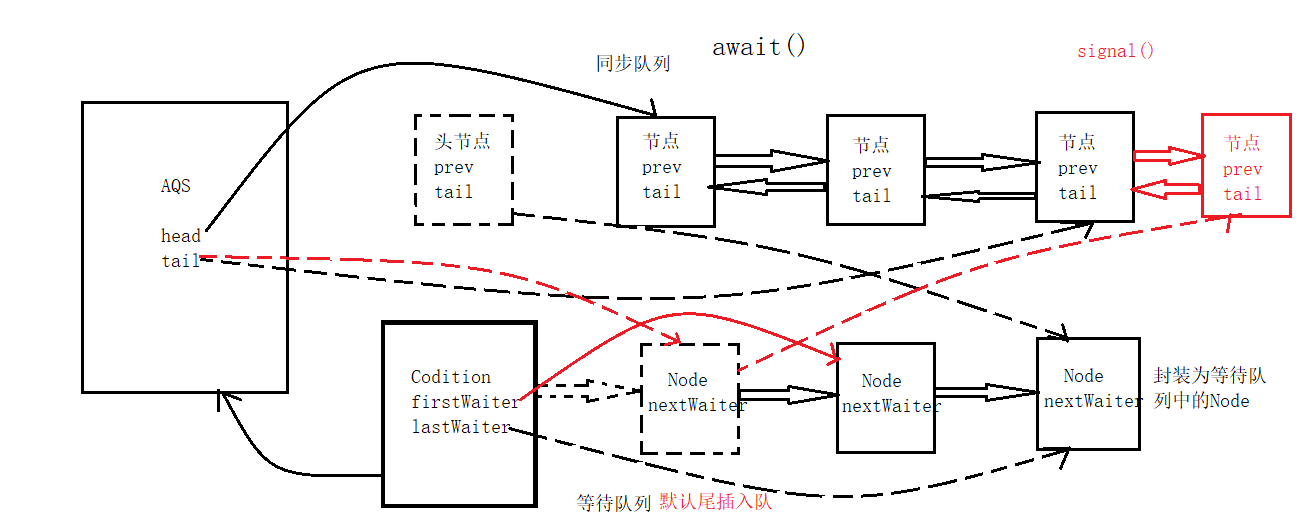 await()
signal()
同步队列
AQS
head
tail
头节点
prev
tail
节点
prev
tail
节点
prev
tail
节点
prev
tail
节点
prev
tail
Codition
firstWaiter
lastWaiter
Node
nextWaiter
Node
nextWaiter
Node
nextWaiter
封装为等待队
列中的Node
等待队列 默认尾插入队